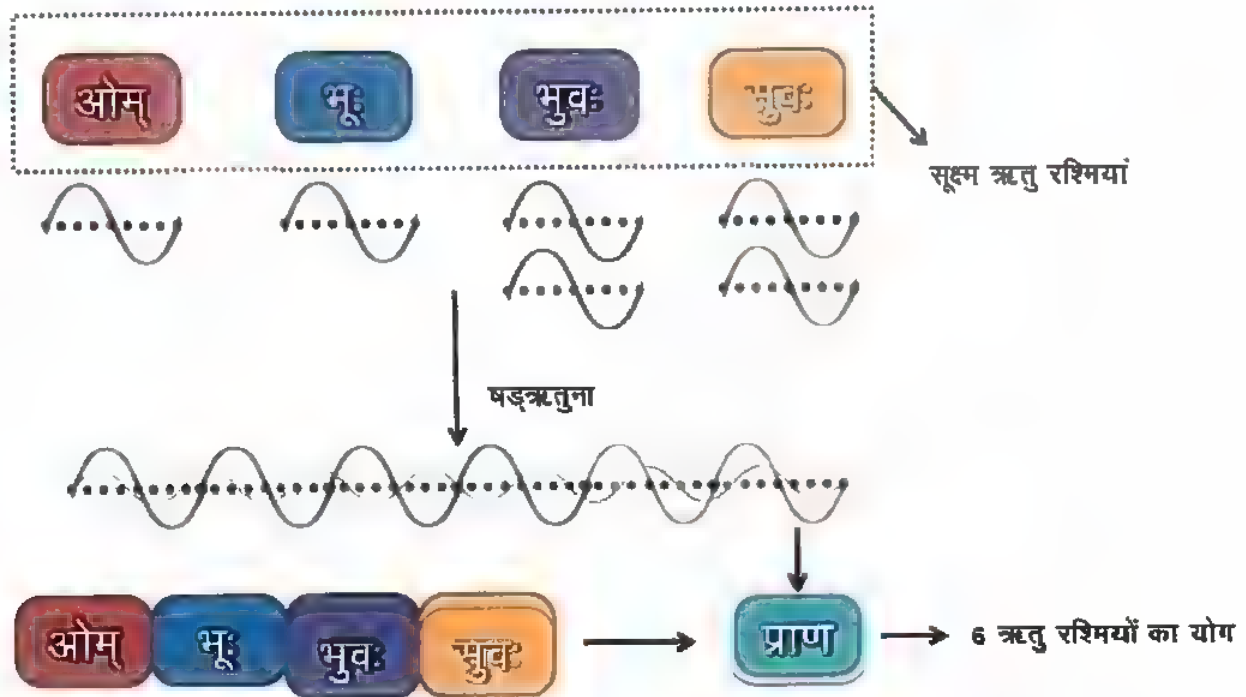 ओम्
भूः
भुवः
भुवः
सूक्ष्म ऋतु रश्मियां
षड्ऋतुना
ओम्
भूः
भुवः
भुवः
प्राण
6 ऋतु रश्मियों का योग